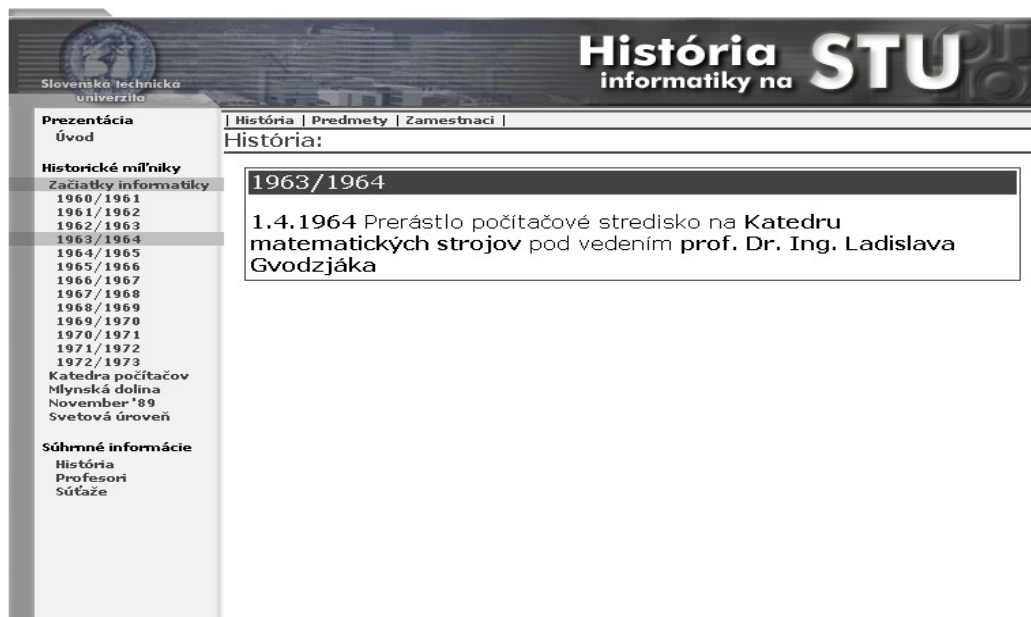 Slovenská technická
univerzita
História
informatiky na
STU
Prezentácia
Úvod
Historické míľniky
Začiatky informatiky
1960/1961
1961/1962
1962/1963
1963/1964
1964/1965
1965/1966
1966/1967
1967/1968
1968/1969
1969/1970
1970/1971
1971/1972
1972/1973
Katedra počítačov
Mlynská dolina
November '89
Svetová úroveň
Súhrnné informácie
História
Profesori
Súťaže
| História | Predmety | Zamestnaci |
História:
1963/1964
1.4.1964 Prerástlo počítačové stredisko na Katedru
matematických strojov pod vedením prof. Dr. Ing. Ladislava
Gvodzjáka